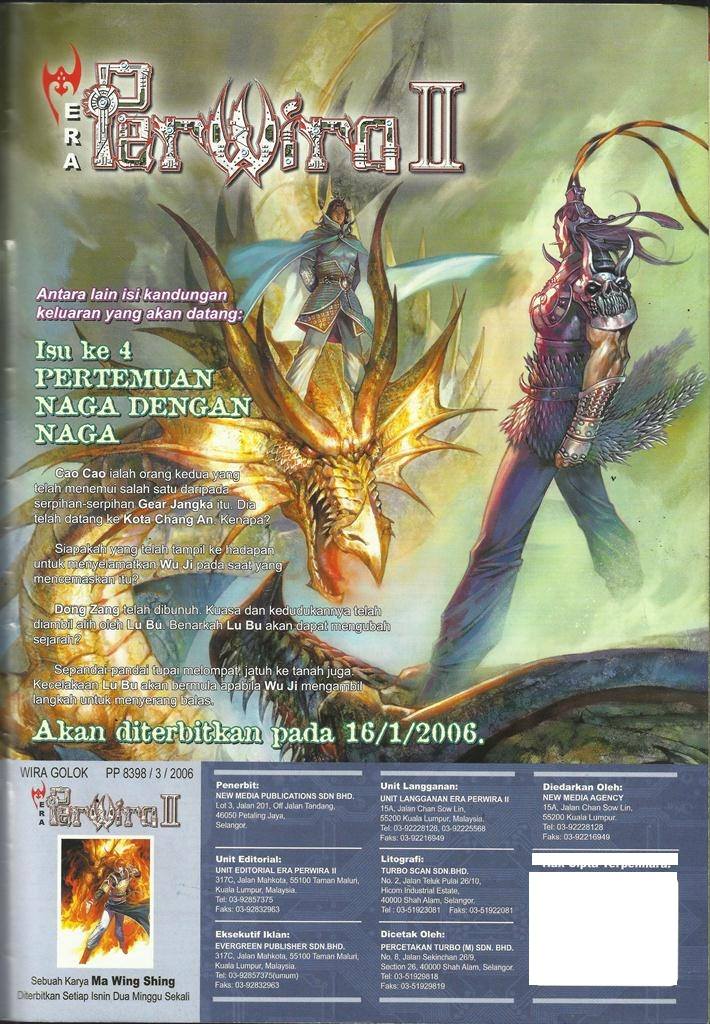 ERA
PerWira II
Antara lain isi kandungan
keluaran yang akan datang:
Isu ke 4
PERTEMUAN
NAGA DENGAN
NAGA
Cao Cao ialah orang kedua yang
telah menemui salah satu daripada
serpihan-serpihan Gear Jangka itu. Dia
telah datang ke Kota Chang An. Kenapa?
Siapakah yang telah tampil ke hadapan
untuk menyelamatkan Wu Ji pada saat yang
mencemaskan itu?
Dong Zang telah dibunuh. Kuasa dan kedudukannya telah
diambil alih oleh Lu Bu. Benarkah Lu Bu akan dapat mengubah
sejarah?
Sepandai-pandai tupai melompat, jatuh ke tanah juga.
Kecelakaan Lu Bu akan bermula apabila Wu Ji mengambil
langkah untuk menyerang balas.
Akan diterbitkan pada 16/1/2006.
WIRA GOLOK PP 8398 / 3 / 2006
ERA
PerWira II
Sebuah Karya Ma Wing Shing
Diterbitkan Setiap Isnin Dua Minggu Sekali
Penerbit:
NEW MEDIA PUBLICATIONS SDN BHD.
Lot 3, Jalan 201, Off Jalan Tandang,
46050 Petaling Jaya,
Selangor.
Unit Editorial:
UNIT EDITORIAL ERA PERWIRA II
317C, Jalan Mahkota, 55100 Taman Maluri,
Kuala Lumpur, Malaysia.
Tel: 03-92857375
Faks: 03-92832963
Eksekutif Iklan:
EVERGREEN PUBLISHER SDN.BHD.
317C, Jalan Mahkota, 55100 Taman Maluri,
Kuala Lumpur, Malaysia.
Tel: 03-92857375(umum)
Faks: 03-92832963
Unit Langganan:
UNIT LANGGANAN ERA PERWIRA II
15A, Jalan Chan Sow Lin,
55200 Kuala Lumpur, Malaysia.
Tel: 03-92228128, 03-92225568
Faks: 03-92216949
Litografi:
TURBO SCAN SDN.BHD.
No. 2, Jalan Teluk Pulai 26/10,
Hicom Industrial Estate,
40000 Shah Alam, Selangor.
Tel: 03-51923081 Faks: 03-51922081
Dicetak Oleh:
PERCETAKAN TURBO (M) SDN. BHD.
No. 8, Jalan Sekinchan 26/9,
Section 26, 40000 Shah Alam, Selangor.
Tel: 03-51929818
Faks: 03-51929819
Diedarkan Oleh:
NEW MEDIA AGENCY
15A, Jalan Chan Sow Lin,
55200 Kuala Lumpur.
Tel: 03-92228128
Faks: 03-92216949